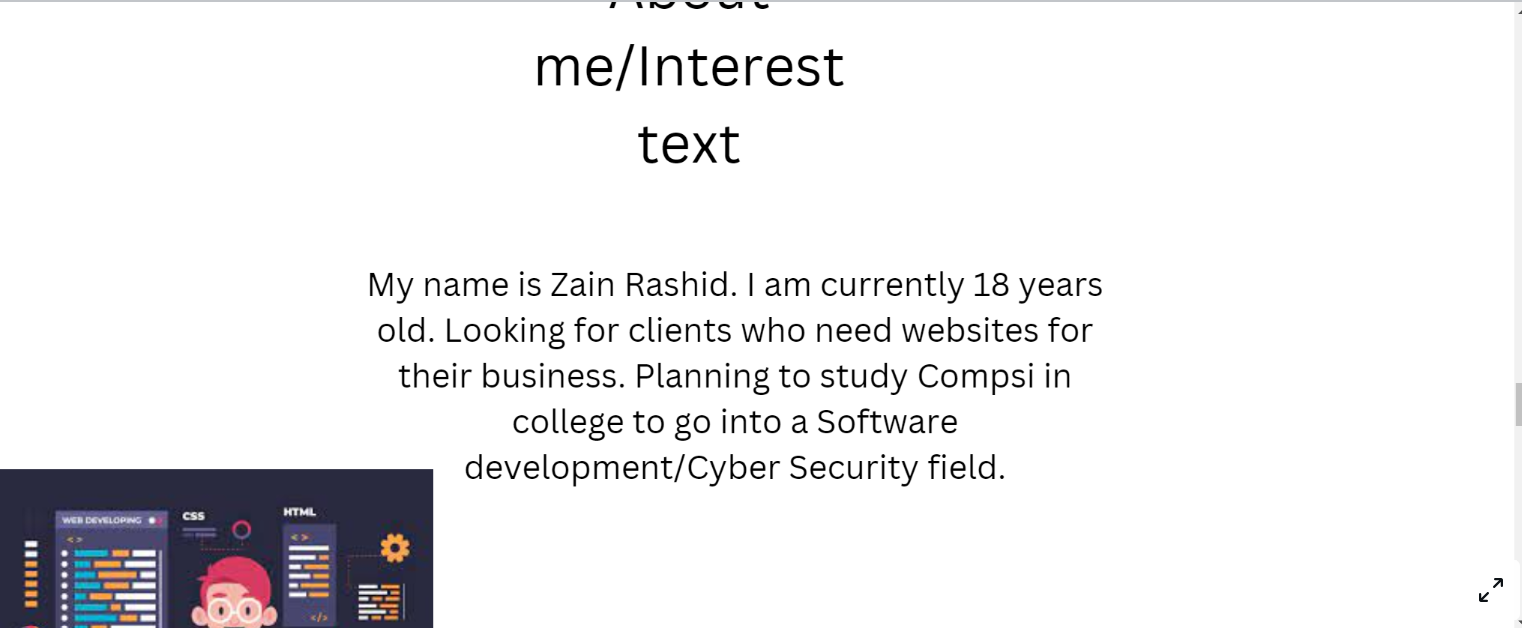 About
me/Interest
text
My name is Zain Rashid. I am currently 18 years
old. Looking for clients who need websites for
their business. Planning to study Compsi in
college to go into a Software
development/Cyber Security field.
WEB DEVELOPING
CSS
HTML
< >
< >
</>